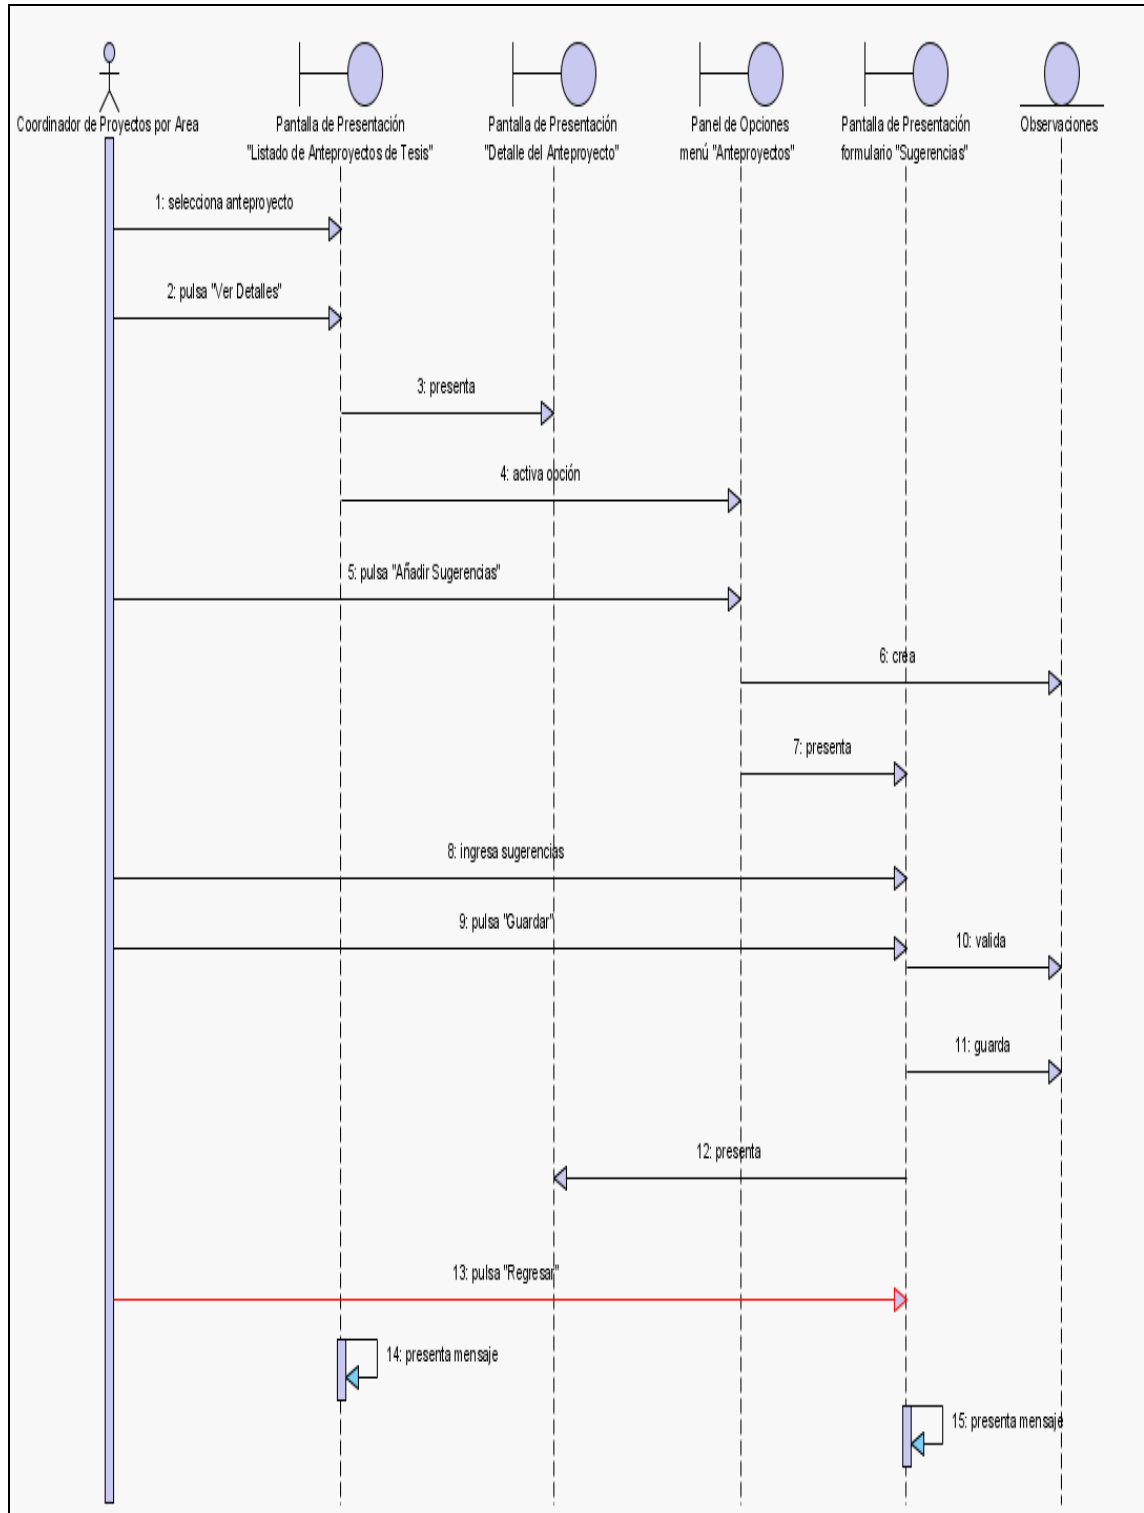 Coordinador de Proyectos por Area
Pantalla de Presentación
"Listado de Anteproyectos de Tesis"
Pantalla de Presentación
"Detalle del Anteproyecto"
Panel de Opciones
menú "Anteproyectos"
Pantalla de Presentación
formulario "Sugerencias"
Observaciones
1: selecciona anteproyecto
2: pulsa "Ver Detalles"
3: presenta
4: activa opción
5: pulsa "Añadir Sugerencias"
6: crea
7: presenta
8: ingresa sugerencias
9: pulsa "Guardar"
10: valida
11: guarda
12: presenta
13: pulsa "Regresar"
14: presenta mensaje
15: presenta mensaje